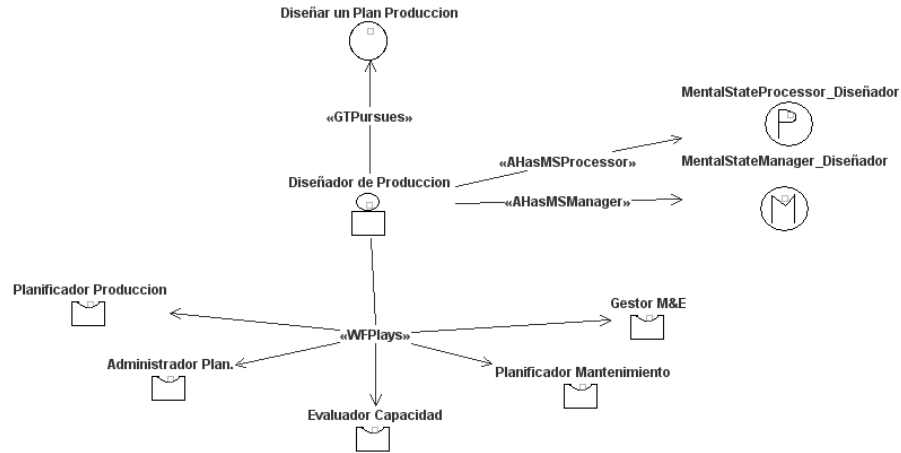 Diseñar un Plan Produccion
«GTPursues»
MentalStateProcessor_Diseñador
P
«AHasMSProcessor»
MentalStateManager_Diseñador
Diseñador de Produccion
«AHasMSManager»
M
Planificador Produccion
Gestor M&E
«WFPlays»
Administrador Plan.
Planificador Mantenimiento
Evaluador Capacidad